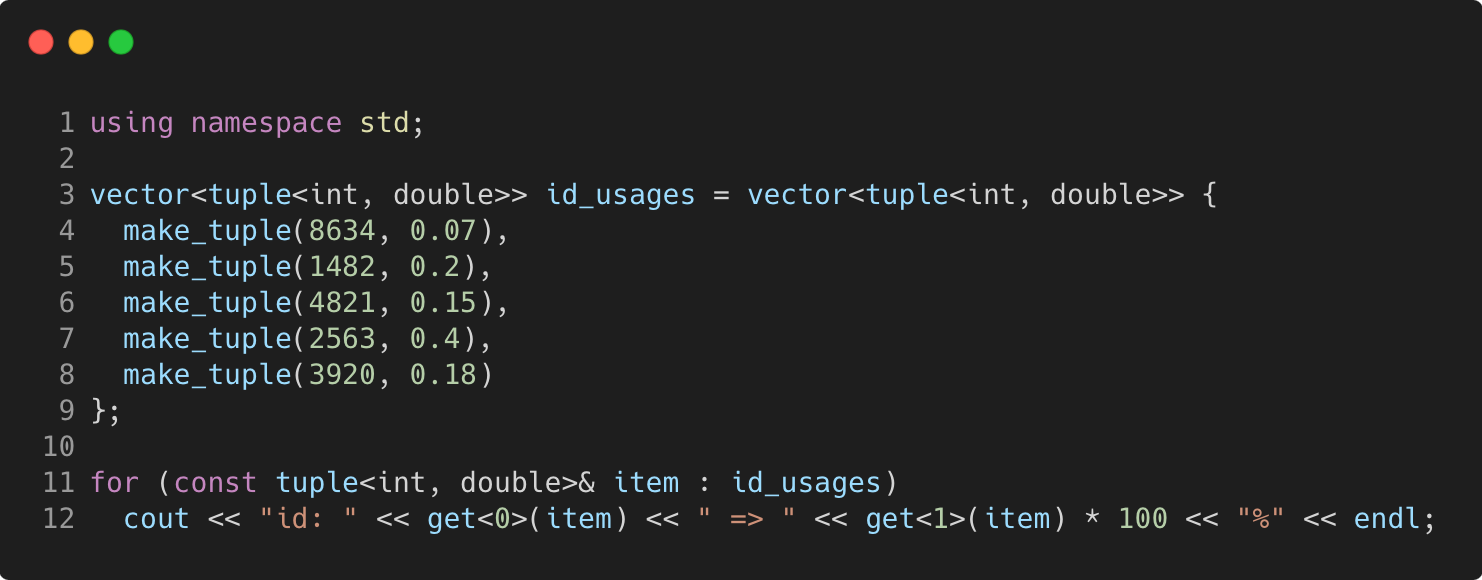 1 using namespace std;
2
3 vector<tuple<int, double>> id_usages = vector<tuple<int, double>> {
4   make_tuple(8634, 0.07),
5   make_tuple(1482, 0.2),
6   make_tuple(4821, 0.15),
7   make_tuple(2563, 0.4),
8   make_tuple(3920, 0.18)
9 };
10
11 for (const tuple<int, double>& item : id_usages)
12   cout << "id: " << get<0>(item) << " => " << get<1>(item) * 100 << "%" << endl;